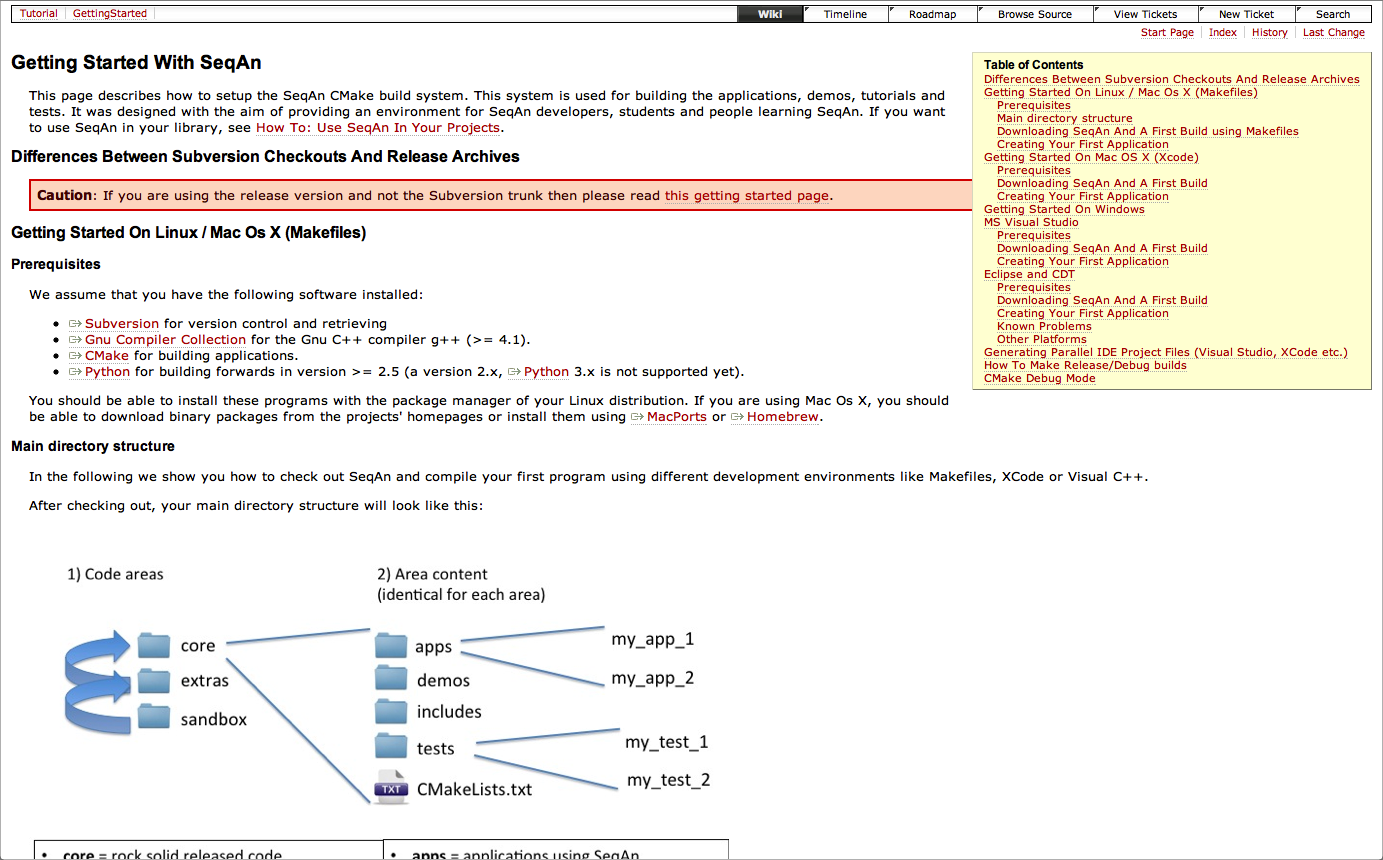 Tutorial GettingStarted
Wiki Timeline Roadmap Browse Source View Tickets New Ticket Search
Start Page Index History Last Change
Getting Started With SeqAn
This page describes how to setup the SeqAn CMake build system. This system is used for building the applications, demos, tutorials and
tests. It was designed with the aim of providing an environment for SeqAn developers, students and people learning SeqAn. If you want
to use SeqAn in your library, see How To: Use SeqAn In Your Projects.
Differences Between Subversion Checkouts And Release Archives
Caution: If you are using the release version and not the Subversion trunk then please read this getting started page.
Getting Started On Linux / Mac Os X (Makefiles)
Prerequisites
We assume that you have the following software installed:
• Subversion for version control and retrieving
• Gnu Compiler Collection for the Gnu C++ compiler g++ (>= 4.1).
• CMake for building applications.
• Python for building forwards in version >= 2.5 (a version 2.x, Python 3.x is not supported yet).
You should be able to install these programs with the package manager of your Linux distribution. If you are using Mac Os X, you should
be able to download binary packages from the projects' homepages or install them using MacPorts or Homebrew.
Table of Contents
Differences Between Subversion Checkouts And Release Archives
Getting Started On Linux / Mac Os X (Makefiles)
Prerequisites
Main directory structure
Downloading SeqAn And A First Build using Makefiles
Creating Your First Application
Getting Started On Mac OS X (Xcode)
Prerequisites
Downloading SeqAn And A First Build
Creating Your First Application
Getting Started On Windows
MS Visual Studio
Prerequisites
Downloading SeqAn And A First Build
Creating Your First Application
Eclipse and CDT
Prerequisites
Downloading SeqAn And A First Build
Creating Your First Application
Known Problems
Other Platforms
Generating Parallel IDE Project Files (Visual Studio, XCode etc.)
How To Make Release/Debug builds
CMake Debug Mode
Main directory structure
In the following we show you how to check out SeqAn and compile your first program using different development environments like Makefiles, XCode or Visual C++.
After checking out, your main directory structure will look like this:
1) Code areas
core
extras
sandbox
2) Area content
(identical for each area)
apps
demos
includes
tests
TXT CMakeLists.txt
my_app_1
my_app_2
my_test_1
my_test_2
• core = rock solid released code
• apps = applications using SeqAn